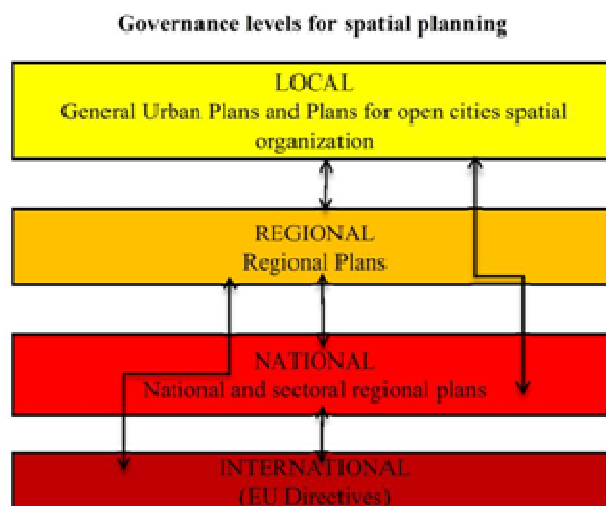 Governance levels for spatial planning
LOCAL
General Urban Plans and Plans for open cities spatial
organization
REGIONAL
Regional Plans
NATIONAL
National and sectoral regional plans
INTERNATIONAL
(EU Directives)